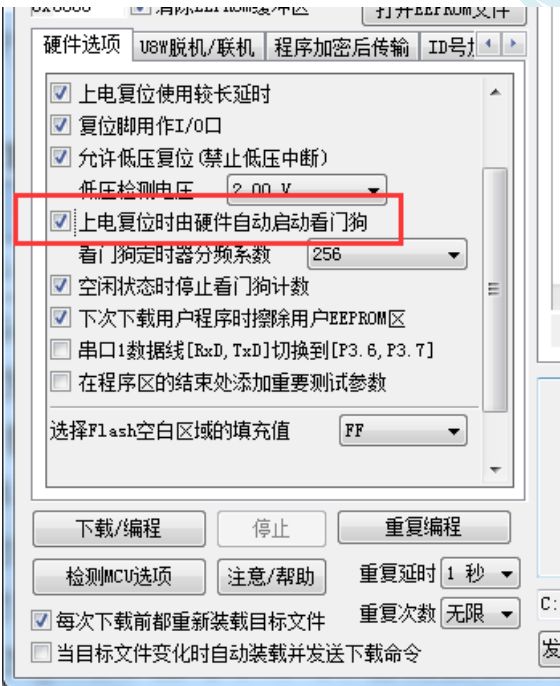 清除EEPROM缓冲区 打开EEPROM文件
硬件选项 U8W脱机/联机 程序加密后传输 ID号
上电复位使用较长延时
复位脚用作I/O口
允许低压复位(禁止低压中断)
低压检测电压 2.00 V
上电复位时由硬件自动启动看门狗
看门狗定时器分频系数 256
空闲状态时停止看门狗计数
下次下载用户程序时擦除用户EEPROM区
串口1数据线[RxD,TxD]切换到[P3.6,P3.7]
在程序区的结束处添加重要测试参数
选择Flash空白区域的填充值 FF
下载/编程 停止 重复编程
检测MCU选项 注意/帮助 重复延时 1 秒
每次下载前都重新装载目标文件 重复次数 无限
C:
当目标文件变化时自动装载并发送下载命令 发